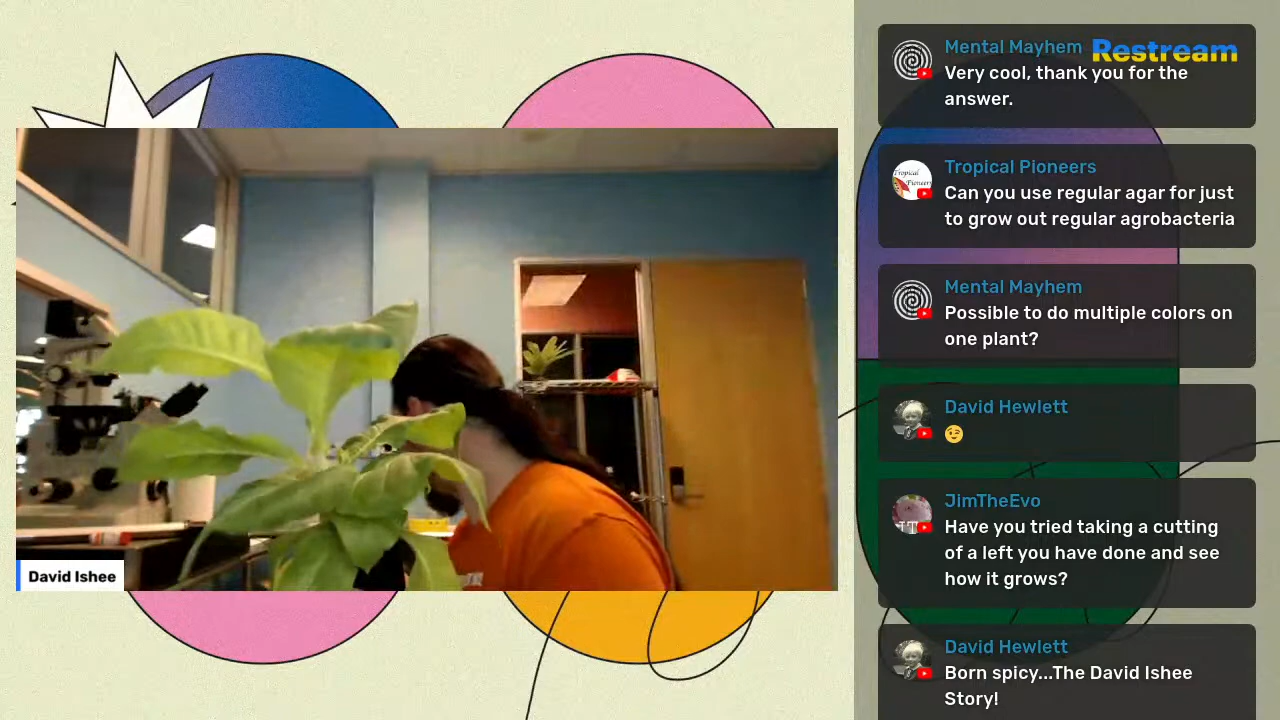 Restream
Mental Mayhem
Very cool, thank you for the
answer.
Tropical Pioneers
Can you use regular agar for just
to grow out regular agrobacteria
Mental Mayhem
Possible to do multiple colors on
one plant?
David Hewlett
😉
JimTheEvo
Have you tried taking a cutting
of a left you have done and see
how it grows?
David Hewlett
Born spicy...The David Ishee
Story!
David Ishee